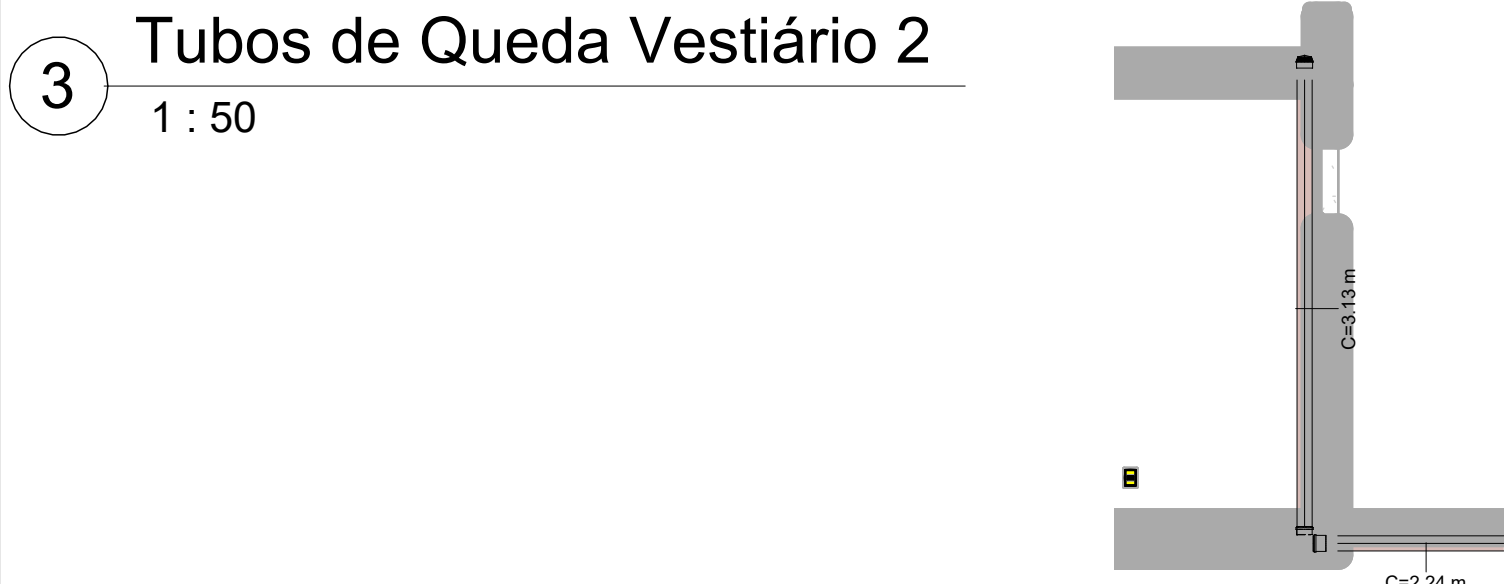 Tubos de Queda Vestiário 2
3
1 : 50
C=3.13 m
C=2.24 m